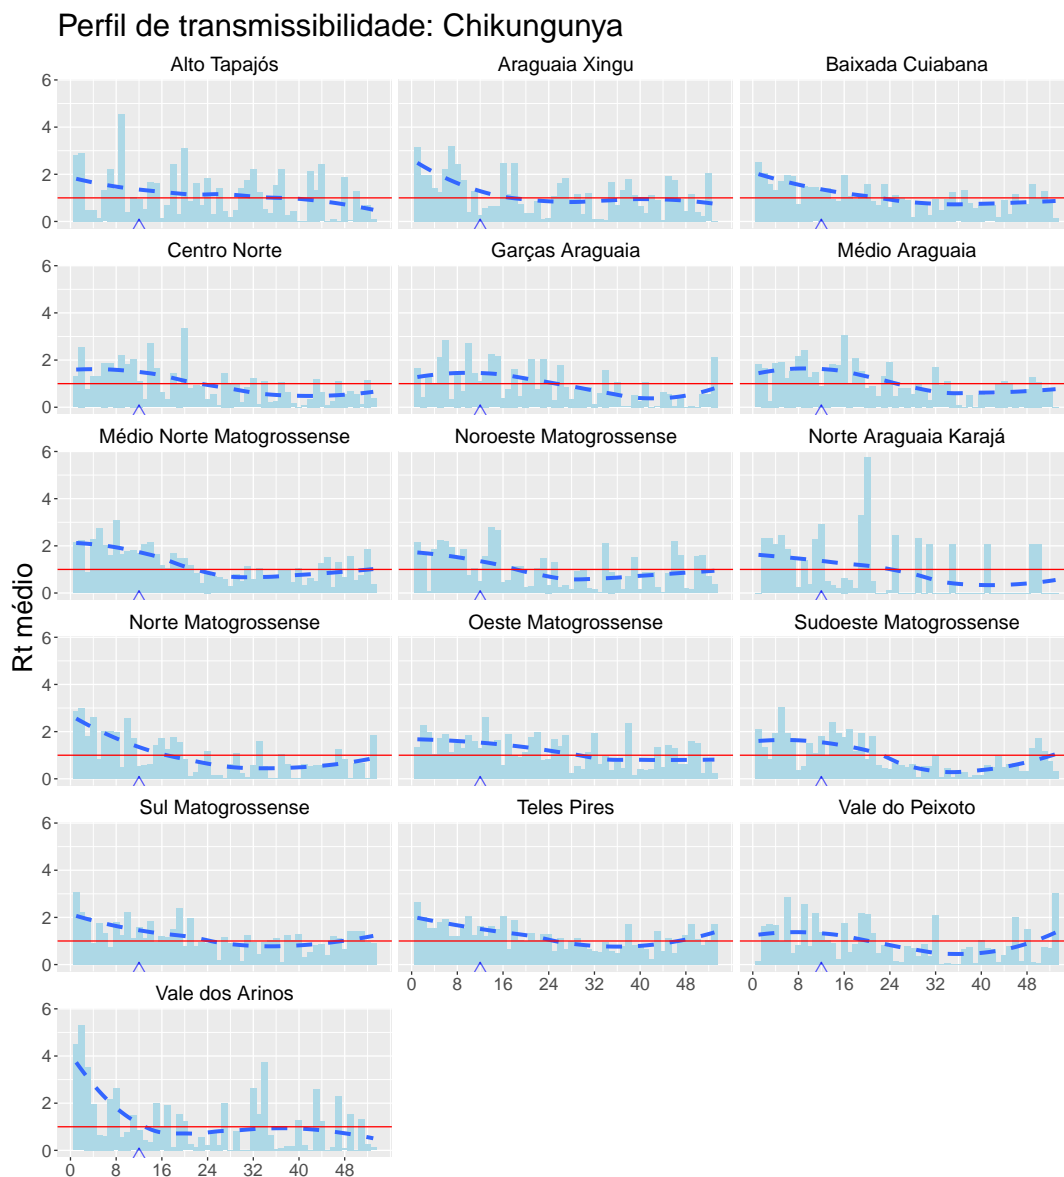 Perfil de transmissibilidade: Chikungunya
Alto Tapajós Araguaia Xingu Baixada Cuiabana
6
4
2
0
Centro Norte Garças Araguaia Médio Araguaia
6
4
2
0
Médio Norte Matogrossense Noroeste Matogrossense Norte Araguaia Karajá
6
4
2
0
Rt médio
Norte Matogrossense Oeste Matogrossense Sudoeste Matogrossense
6
4
2
0
Sul Matogrossense Teles Pires Vale do Peixoto
6
4
2
0
0 8 16 24 32 40 48 0 8 16 24 32 40 48
Vale dos Arinos
6
4
2
0
0 8 16 24 32 40 48